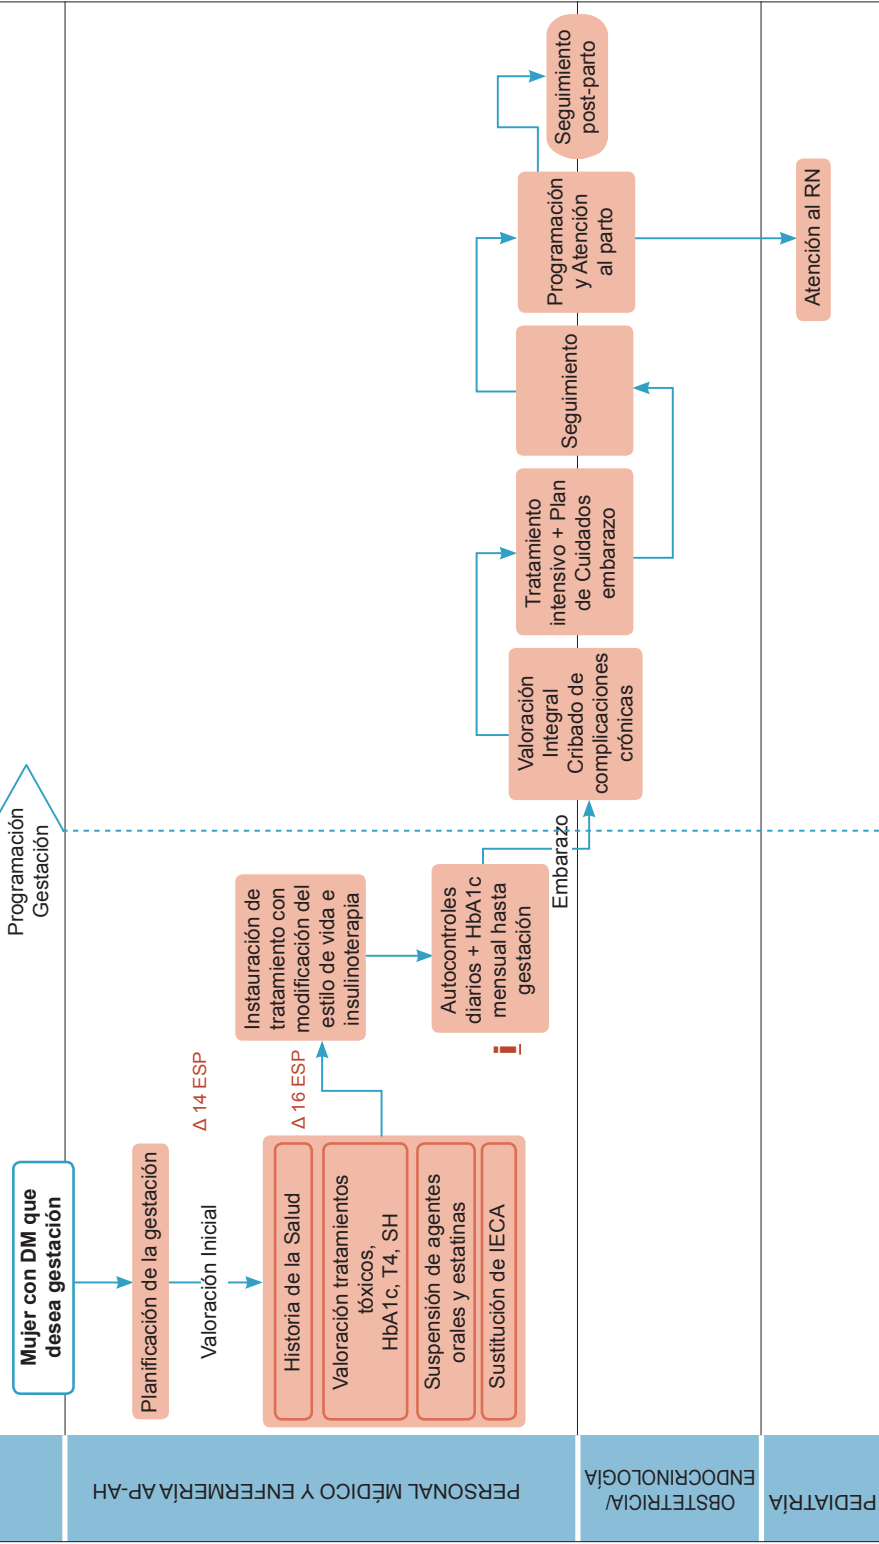 Programación
Gestación
Mujer con DM que
desea gestación
PERSONAL MÉDICO Y ENFERMERÍA AP-AH
Planificación de la gestación
Valoración Inicial
Δ 14 ESP
Δ 16 ESP
Historia de la Salud
Valoración tratamientos
tóxicos,
HbA1c, T4, SH
Suspensión de agentes
orales y estatinas
Sustitución de IECA
Instauración de
tratamiento con
modificación del
estilo de vida e
insulinoterapia
Autocontroles
diarios + HbA1c
mensual hasta
gestación
Embarazo
OBSTETRICIA/
ENDOCRINOLOGÍA
Valoración
Integral
Cribado de
complicaciones
crónicas
Tratamiento
intensivo + Plan
de Cuidados
embarazo
Seguimiento
Programación
y Atención
al parto
Seguimiento
post-parto
PEDIATRÍA
Atención al RN